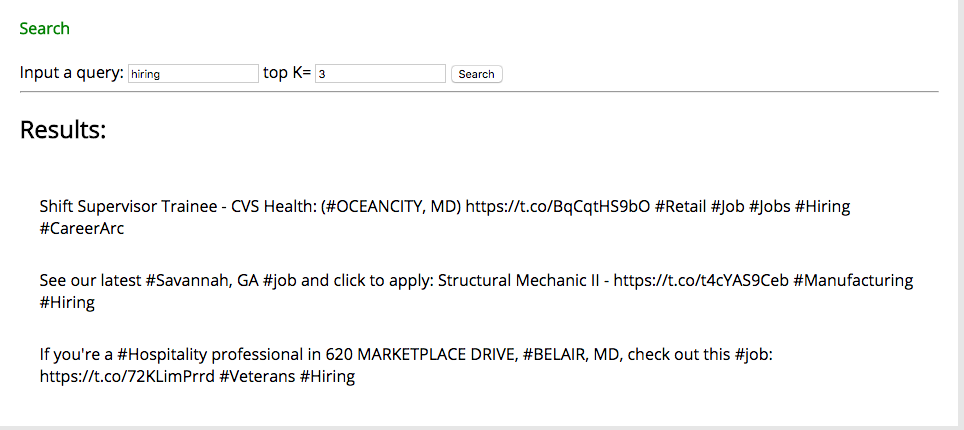 Search
Input a query: hiring top K= 3 Search
Results:
Shift Supervisor Trainee - CVS Health: (#OCEANCITY, MD) https://t.co/BqCqtHS9bO #Retail #Job #Jobs #Hiring
#CareerArc
See our latest #Savannah, GA #job and click to apply: Structural Mechanic II - https://t.co/t4cYAS9Ceb #Manufacturing
#Hiring
If you're a #Hospitality professional in 620 MARKETPLACE DRIVE, #BELAIR, MD, check out this #job:
https://t.co/72KLimPrrd #Veterans #Hiring